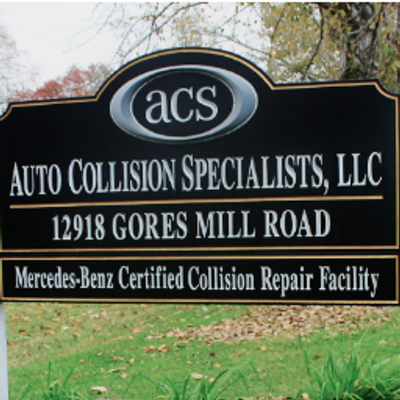 acs
AUTO COLLISION SPECIALISTS, LLC
12918 GORES MILL ROAD
Mercedes-Benz Certified Collision Repair Facility